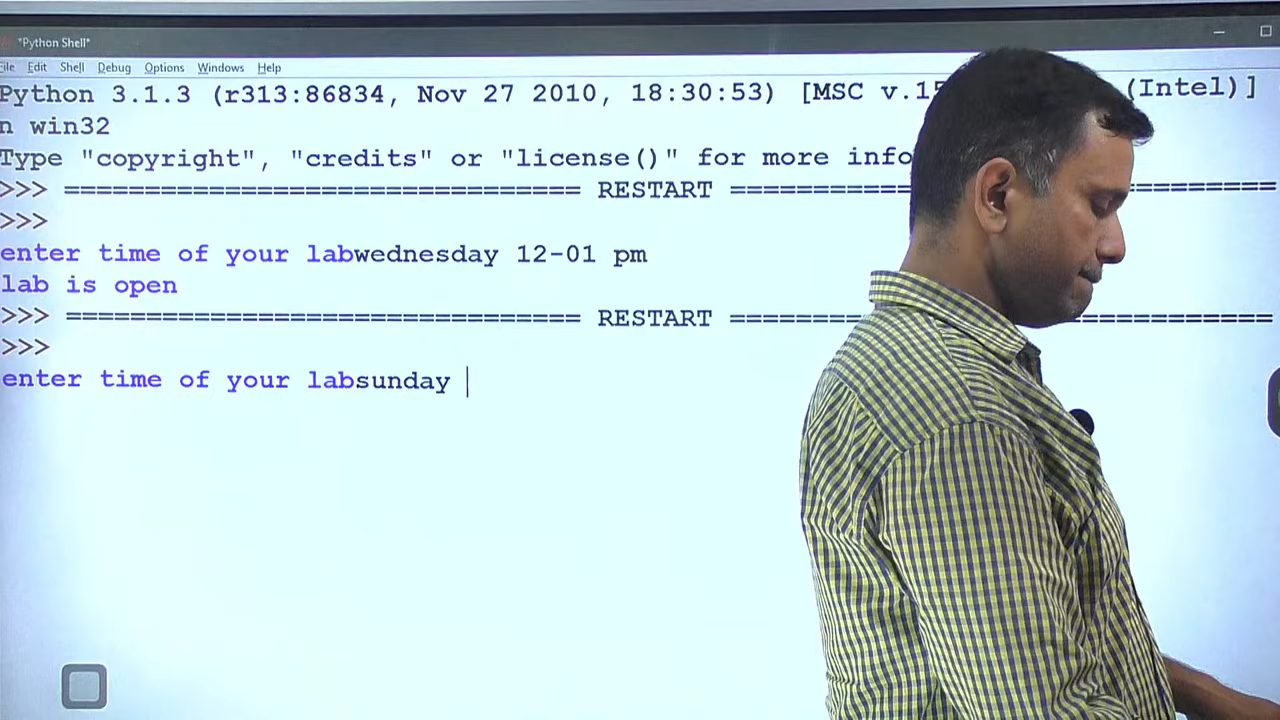 *Python Shell*
File Edit Shell Debug Options Windows Help
Python 3.1.3 (r313:86834, Nov 27 2010, 18:30:53) [MSC v.15 (Intel)]
n win32
Type "copyright", "credits" or "license()" for more info
>>> ================================ RESTART ================================
>>>
enter time of your labwednesday 12-01 pm
lab is open
>>> ================================ RESTART ================================
>>>
enter time of your labsunday